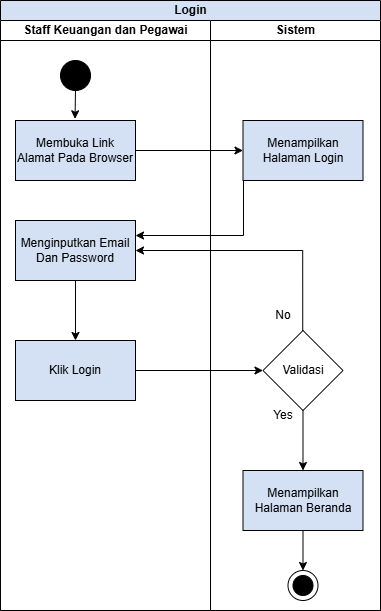 Login
Staff Keuangan dan Pegawai
Sistem
Membuka Link
Alamat Pada Browser
Menampilkan
Halaman Login
Menginputkan Email
Dan Password
No
Klik Login
Validasi
Yes
Menampilkan
Halaman Beranda